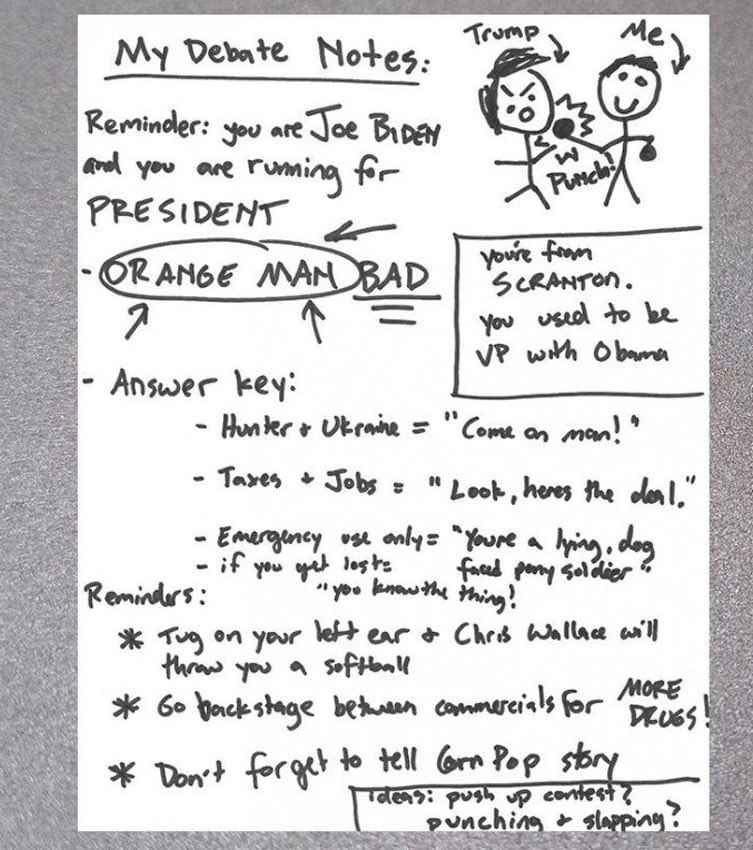 My Debate Notes:
Trump
Me
Punch!
Reminder: you are Joe BIDEN
and you are running for
PRESIDENT
- ORANGE MAN BAD
you're from
SCRANTON.
you used to be
VP with Obama
- Answer key:
- Hunter + Ukraine = "Come on man!"
- Taxes + Jobs = "Look, heres the deal."
- Emergency use only = "You're a lying, dog
faced pony soldier"
- if you get lost=
"you know the thing!
Reminders:
* Tug on your left ear + Chris Wallace will
throw you a softball
* Go backstage between commercials for MORE
DRUGS!
* Don't forget to tell Corn Pop story
ideas: push up contest?
punching + slapping?